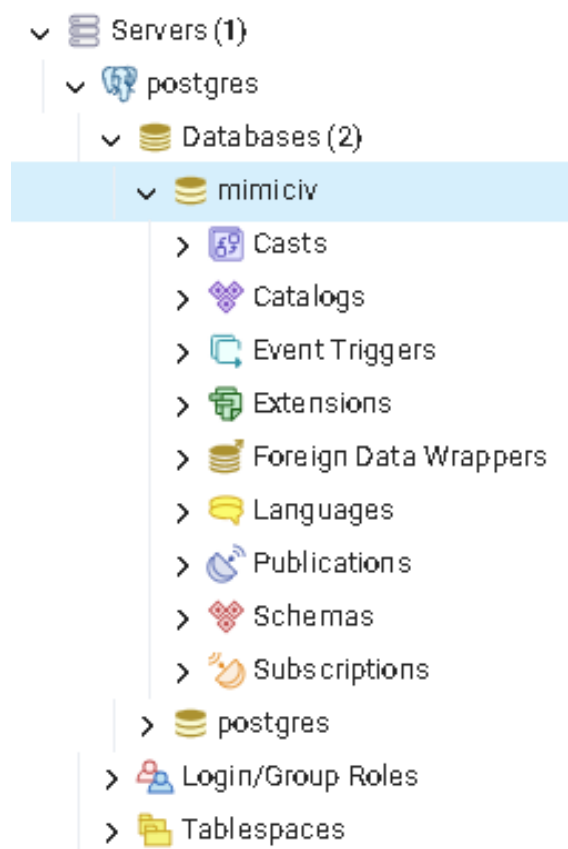 Servers (1)
postgres
Databases (2)
mimiciv
Casts
Catalogs
Event Triggers
Extensions
Foreign Data Wrappers
Languages
Publications
Schemas
Subscriptions
postgres
Login/Group Roles
Tablespaces